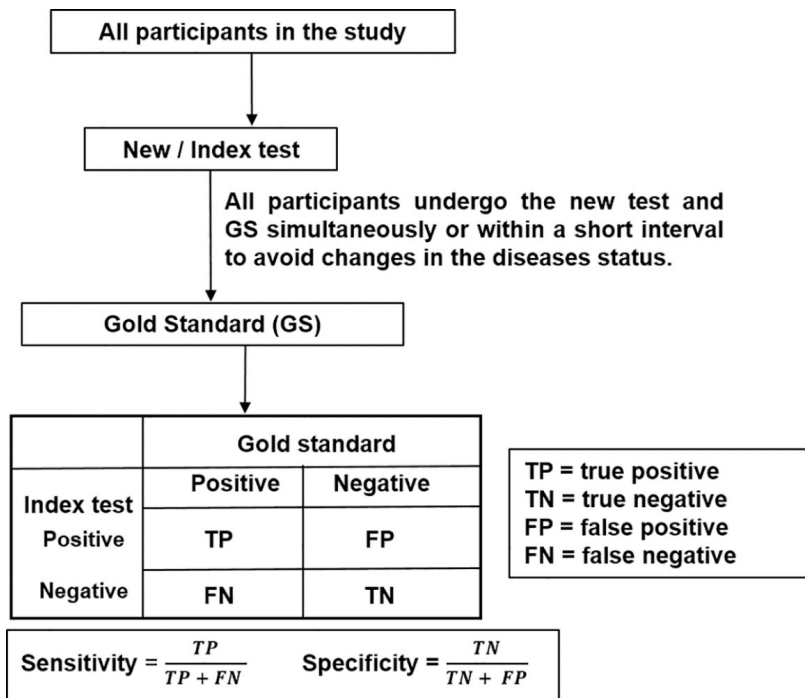 All participants in the study
New / Index test
All participants undergo the new test and
GS simultaneously or within a short interval
to avoid changes in the diseases status.
Gold Standard (GS)
Gold standard
Index test
Positive Negative
Positive TP FP
Negative FN TN
TP = true positive
TN = true negative
FP = false positive
FN = false negative
Sensitivity = TP / TP + FN Specificity = TN / TN + FP